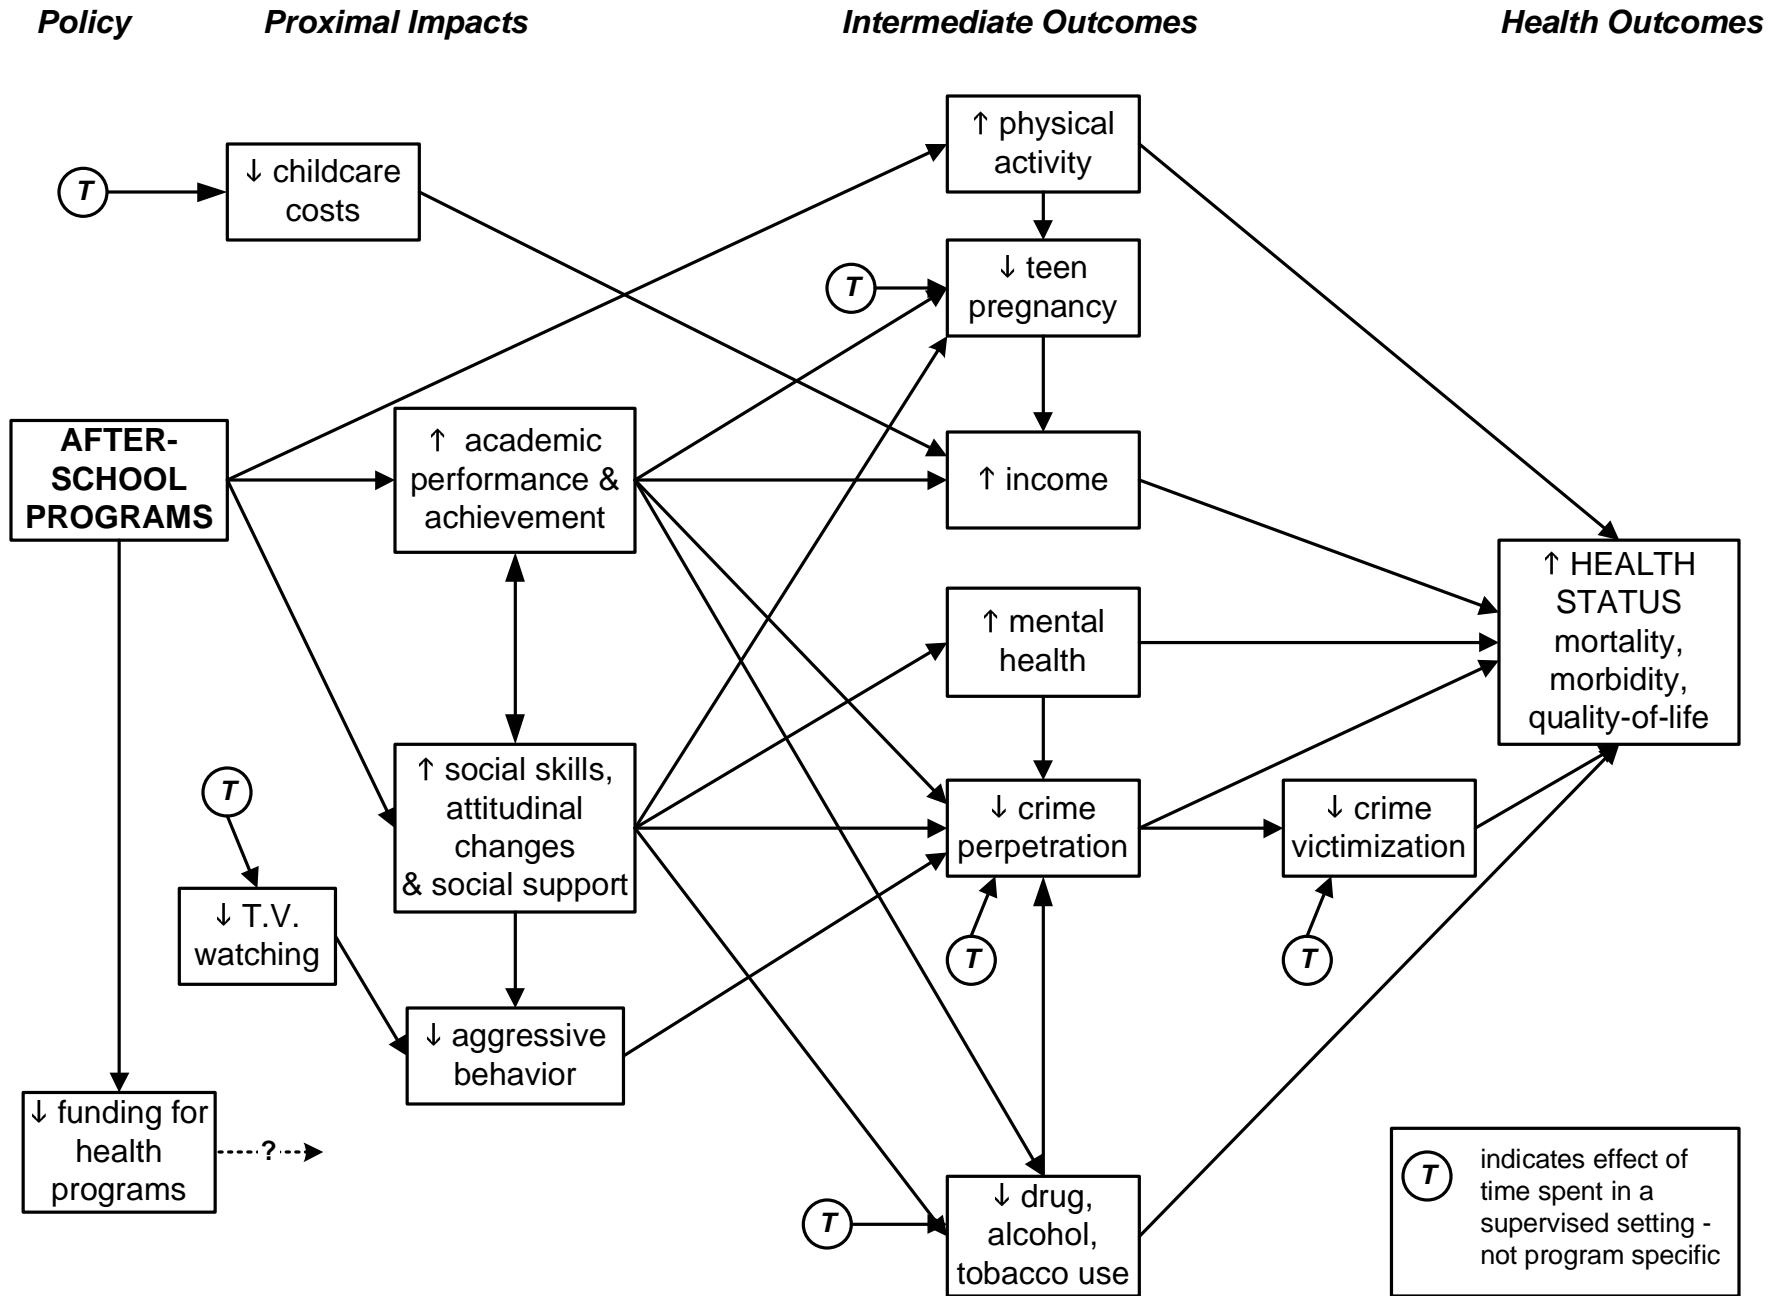 Policy
Proximal Impacts
Intermediate Outcomes
Health Outcomes
↑ physical
activity
T
↓ childcare
costs
T
↓ teen
pregnancy
AFTER-
SCHOOL
PROGRAMS
↑ academic
performance &
achievement
↑ income
↑ HEALTH
STATUS
mortality,
morbidity,
quality-of-life
↑ mental
health
T
↑ social skills,
attitudinal
changes
& social support
↓ crime
perpetration
↓ crime
victimization
↓ T.V.
watching
T
T
↓ aggressive
behavior
↓ funding for
health
programs
?
T
↓ drug,
alcohol,
tobacco use
T
indicates effect of
time spent in a
supervised setting -
not program specific